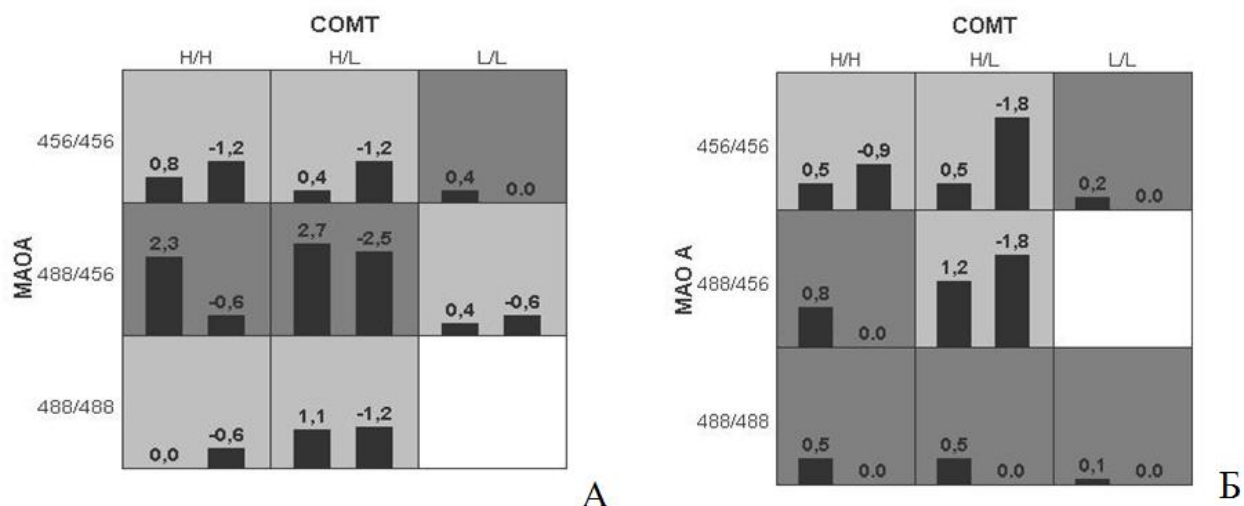 COMT
H/H H/L L/L
MAOA
456/456
0,8 -1,2 0,4 -1,2 0,4 0.0
488/456
2,3 -0,6 2,7 -2,5 0,4 -0,6
488/488
0,0 -0,6 1,1 -1,2
А
COMT
H/H H/L L/L
MAO A
456/456
0,5 -0,9 0,5 -1,8 0,2 0.0
488/456
0,8 0.0 1,2 -1,8
488/488
0,5 0.0 0,5 0.0 0,1 0.0
Б